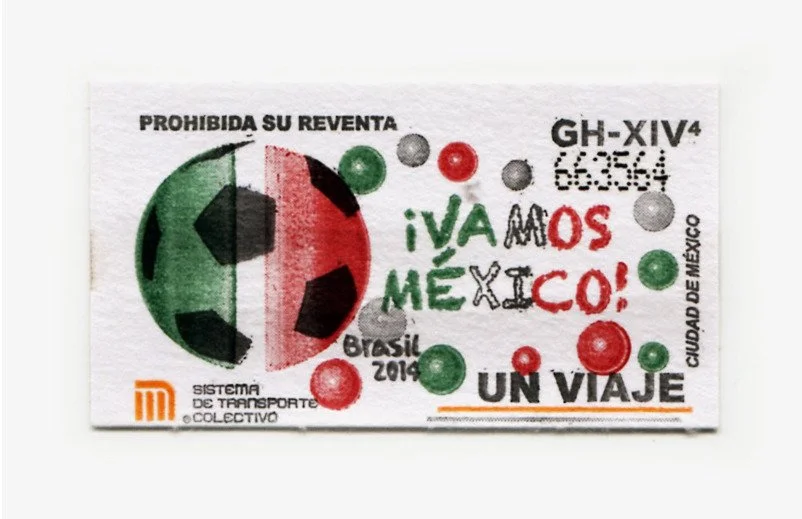 PROHIBIDA SU REVENTA
GH-XIV⁴
663564
¡VAMOS
MÉXICO!
Brasil
2014
CIUDAD DE MÉXICO
UN VIAJE
SISTEMA
DE TRANSPORTE
COLECTIVO